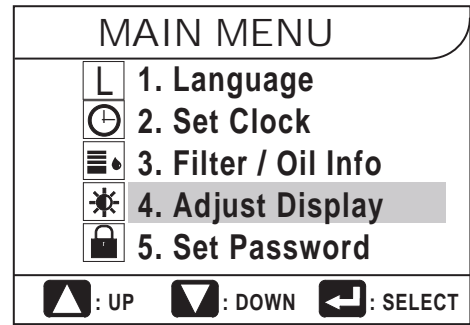 MAIN MENU
L 1. Language
2. Set Clock
3. Filter / Oil Info
4. Adjust Display
5. Set Password
: UP : DOWN : SELECT